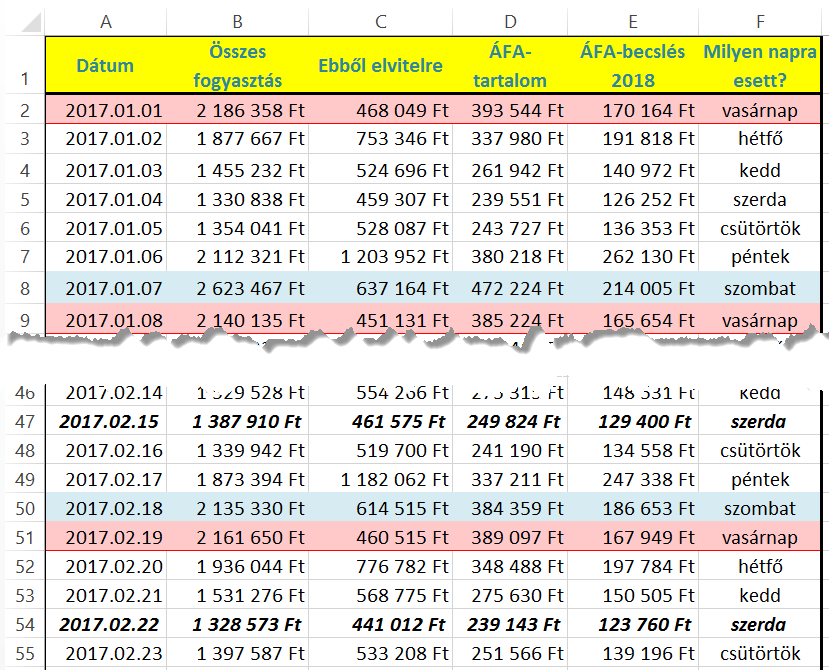 A B C D E F
1 Dátum Összes fogyasztás Ebből elvitelre ÁFA-tartalom ÁFA-becslés 2018 Milyen napra esett?
2 2017.01.01 2 186 358 Ft 468 049 Ft 393 544 Ft 170 164 Ft vasárnap
3 2017.01.02 1 877 667 Ft 753 346 Ft 337 980 Ft 191 818 Ft hétfő
4 2017.01.03 1 455 232 Ft 524 696 Ft 261 942 Ft 140 972 Ft kedd
5 2017.01.04 1 330 838 Ft 459 307 Ft 239 551 Ft 126 252 Ft szerda
6 2017.01.05 1 354 041 Ft 528 087 Ft 243 727 Ft 136 353 Ft csütörtök
7 2017.01.06 2 112 321 Ft 1 203 952 Ft 380 218 Ft 262 130 Ft péntek
8 2017.01.07 2 623 467 Ft 637 164 Ft 472 224 Ft 214 005 Ft szombat
9 2017.01.08 2 140 135 Ft 451 131 Ft 385 224 Ft 165 654 Ft vasárnap
46 2017.02.14 1 529 528 Ft 554 266 Ft 275 315 Ft 148 531 Ft kedd
47 2017.02.15 1 387 910 Ft 461 575 Ft 249 824 Ft 129 400 Ft szerda
48 2017.02.16 1 339 942 Ft 519 700 Ft 241 190 Ft 134 558 Ft csütörtök
49 2017.02.17 1 873 394 Ft 1 182 062 Ft 337 211 Ft 247 338 Ft péntek
50 2017.02.18 2 135 330 Ft 614 515 Ft 384 359 Ft 186 653 Ft szombat
51 2017.02.19 2 161 650 Ft 460 515 Ft 389 097 Ft 167 949 Ft vasárnap
52 2017.02.20 1 936 044 Ft 776 782 Ft 348 488 Ft 197 784 Ft hétfő
53 2017.02.21 1 531 276 Ft 568 775 Ft 275 630 Ft 150 505 Ft kedd
54 2017.02.22 1 328 573 Ft 441 012 Ft 239 143 Ft 123 760 Ft szerda
55 2017.02.23 1 397 587 Ft 533 208 Ft 251 566 Ft 139 196 Ft csütörtök